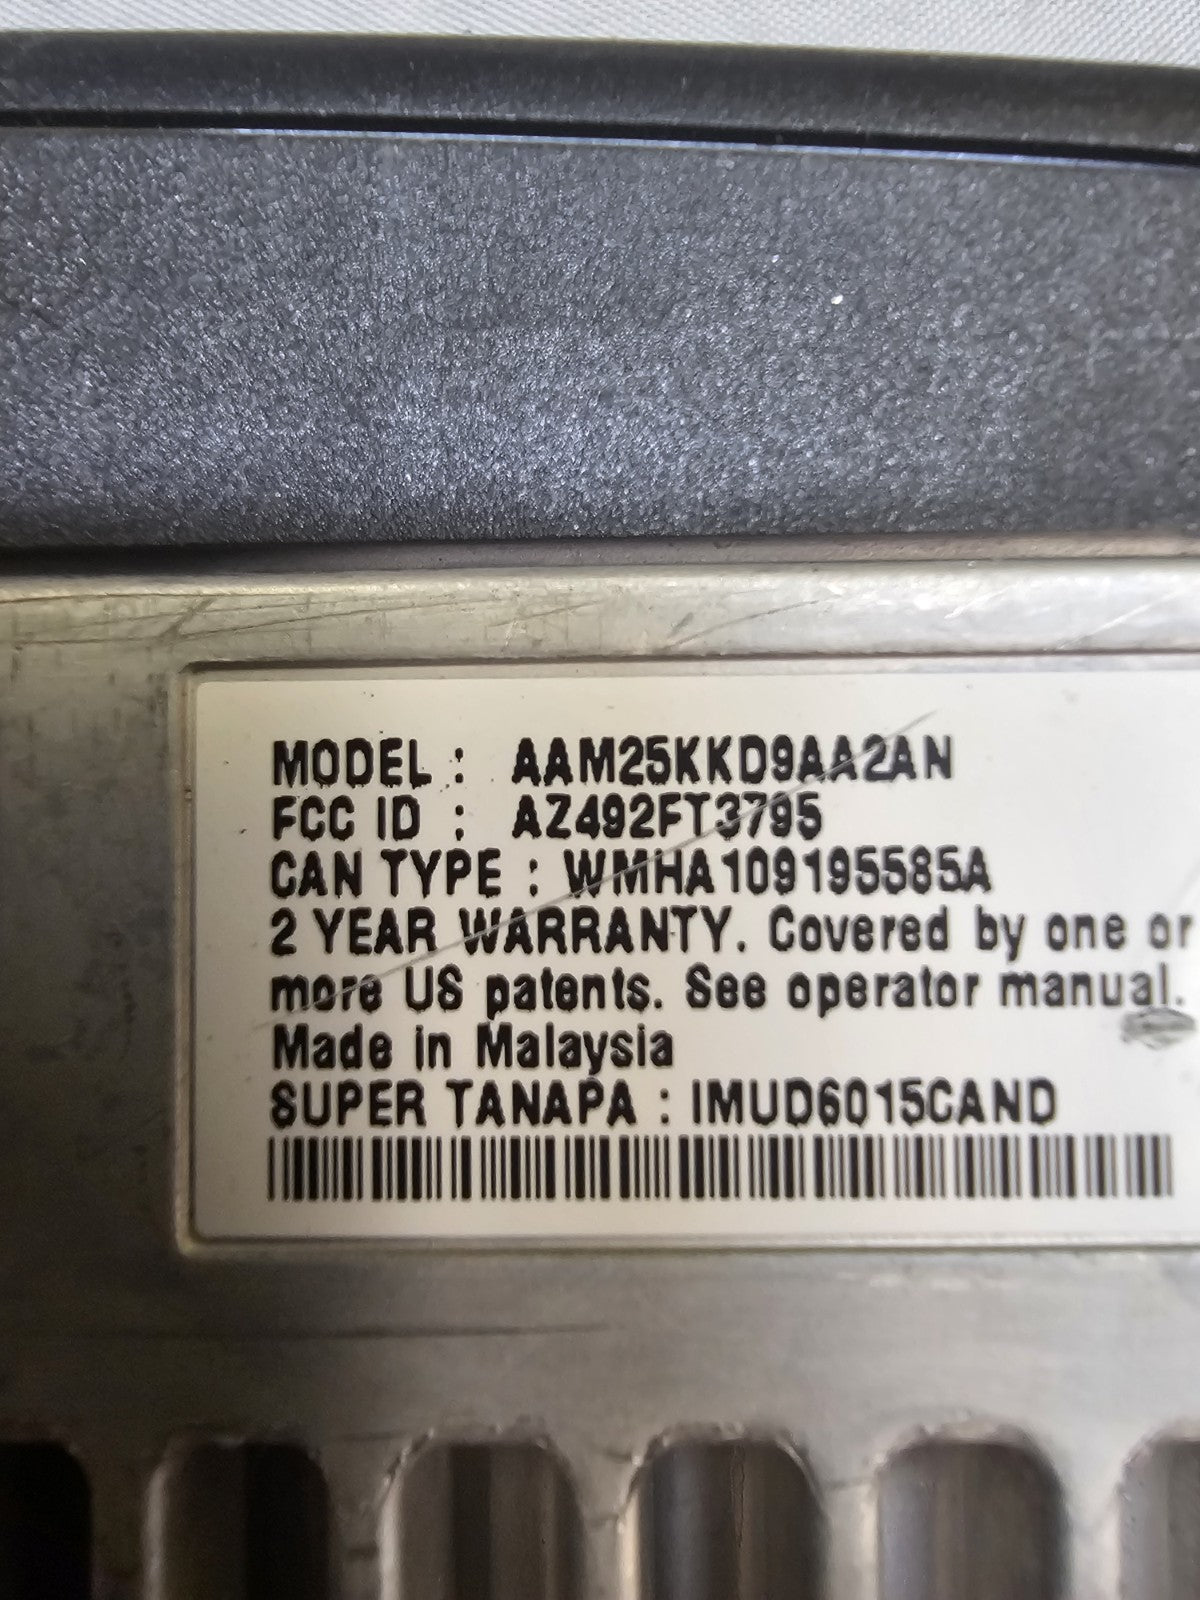 MODEL : AAM25KKD9AA2AN
FCC ID : AZ492FT3795
CAN TYPE : WMHA109195585A
2 YEAR WARRANTY. Covered by one or
more US patents. See operator manual.
Made in Malaysia
SUPER TANAPA : IMUD6015CAND